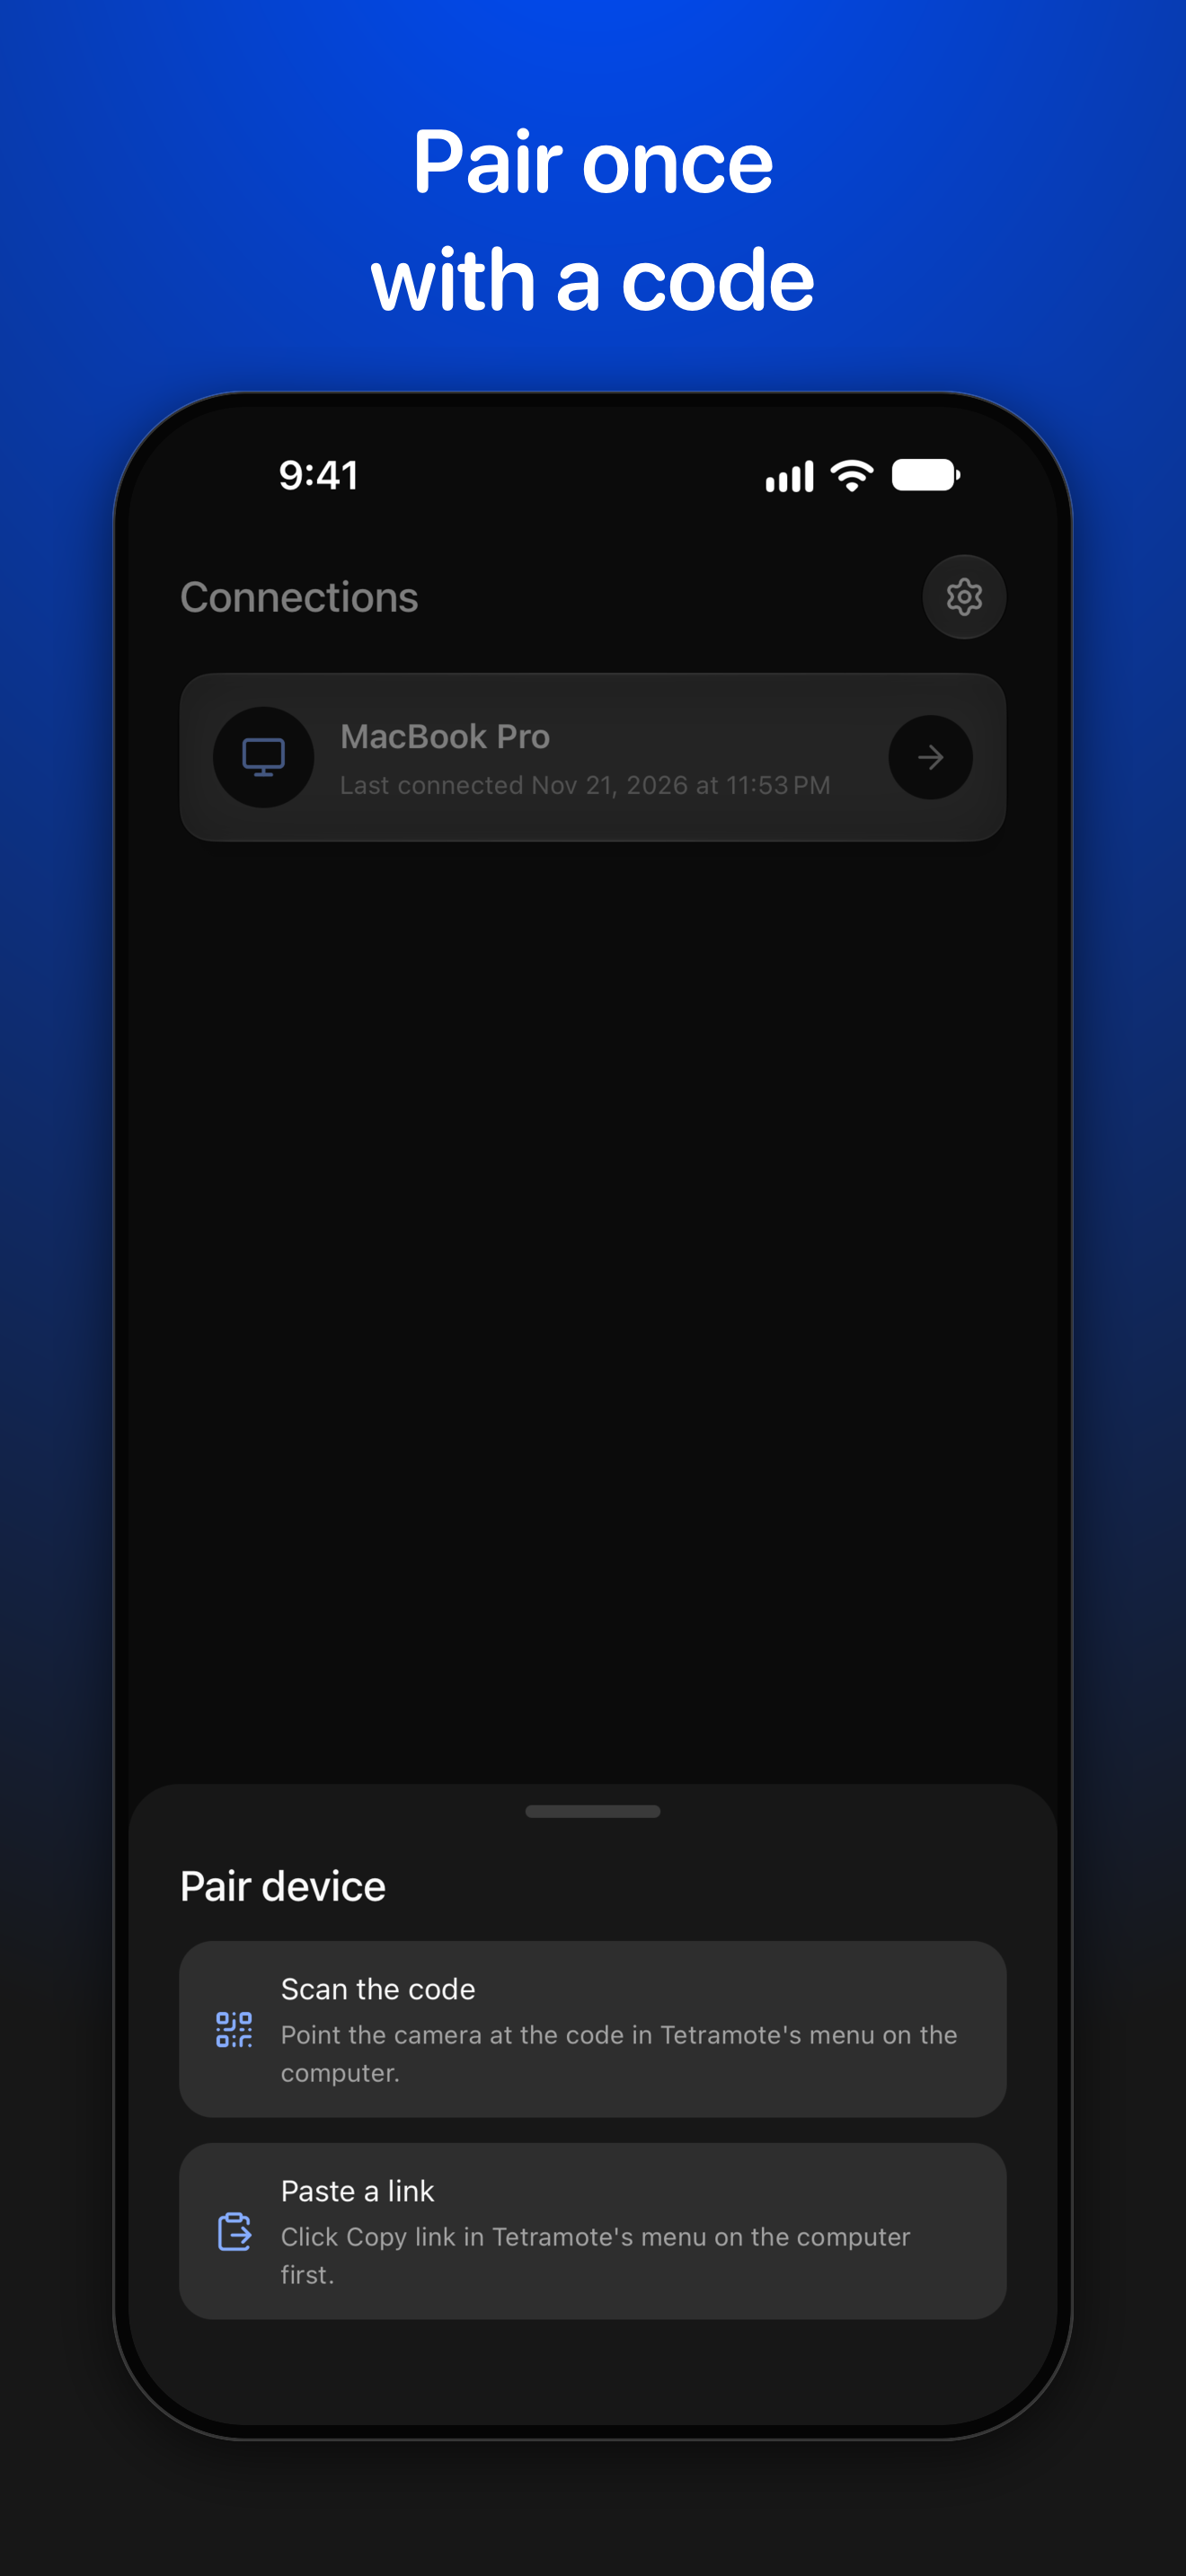 Pair once
with a code
9:41
Connections
MacBook Pro
Last connected Nov 21, 2026 at 11:53 PM
Pair device
Scan the code
Point the camera at the code in Tetramote's menu on the
computer.
Paste a link
Click Copy link in Tetramote's menu on the computer
first.